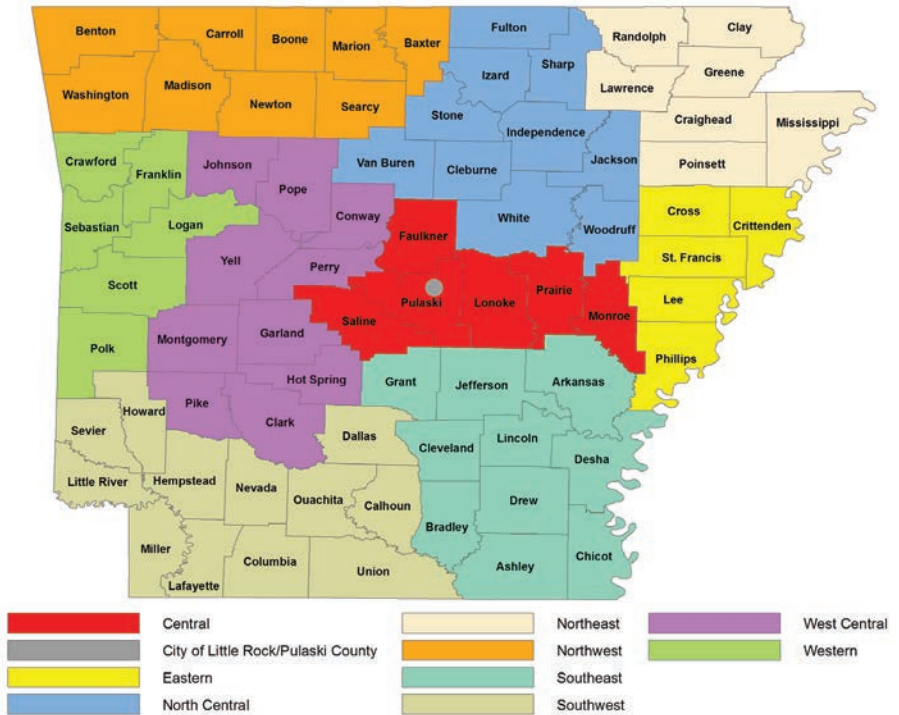 Benton
Carroll
Boone
Marion
Baxter
Fulton
Randolph
Clay
Izard
Sharp
Washington
Madison
Newton
Searcy
Lawrence
Greene
Stone
Independence
Craighead
Mississippi
Crawford
Franklin
Johnson
Pope
Van Buren
Cleburne
Jackson
Poinsett
Sebastian
Logan
Conway
White
Woodruff
Cross
Crittenden
Faulkner
Yell
Perry
St. Francis
Scott
Pulaski
Lonoke
Prairie
Lee
Saline
Monroe
Montgomery
Garland
Polk
Phillips
Hot Spring
Grant
Jefferson
Arkansas
Howard
Pike
Clark
Sevier
Dallas
Cleveland
Lincoln
Desha
Little River
Hempstead
Nevada
Ouachita
Calhoun
Drew
Bradley
Miller
Columbia
Union
Ashley
Chicot
Lafayette
Central
City of Little Rock/Pulaski County
Eastern
North Central
Northeast
Northwest
Southeast
Southwest
West Central
Western